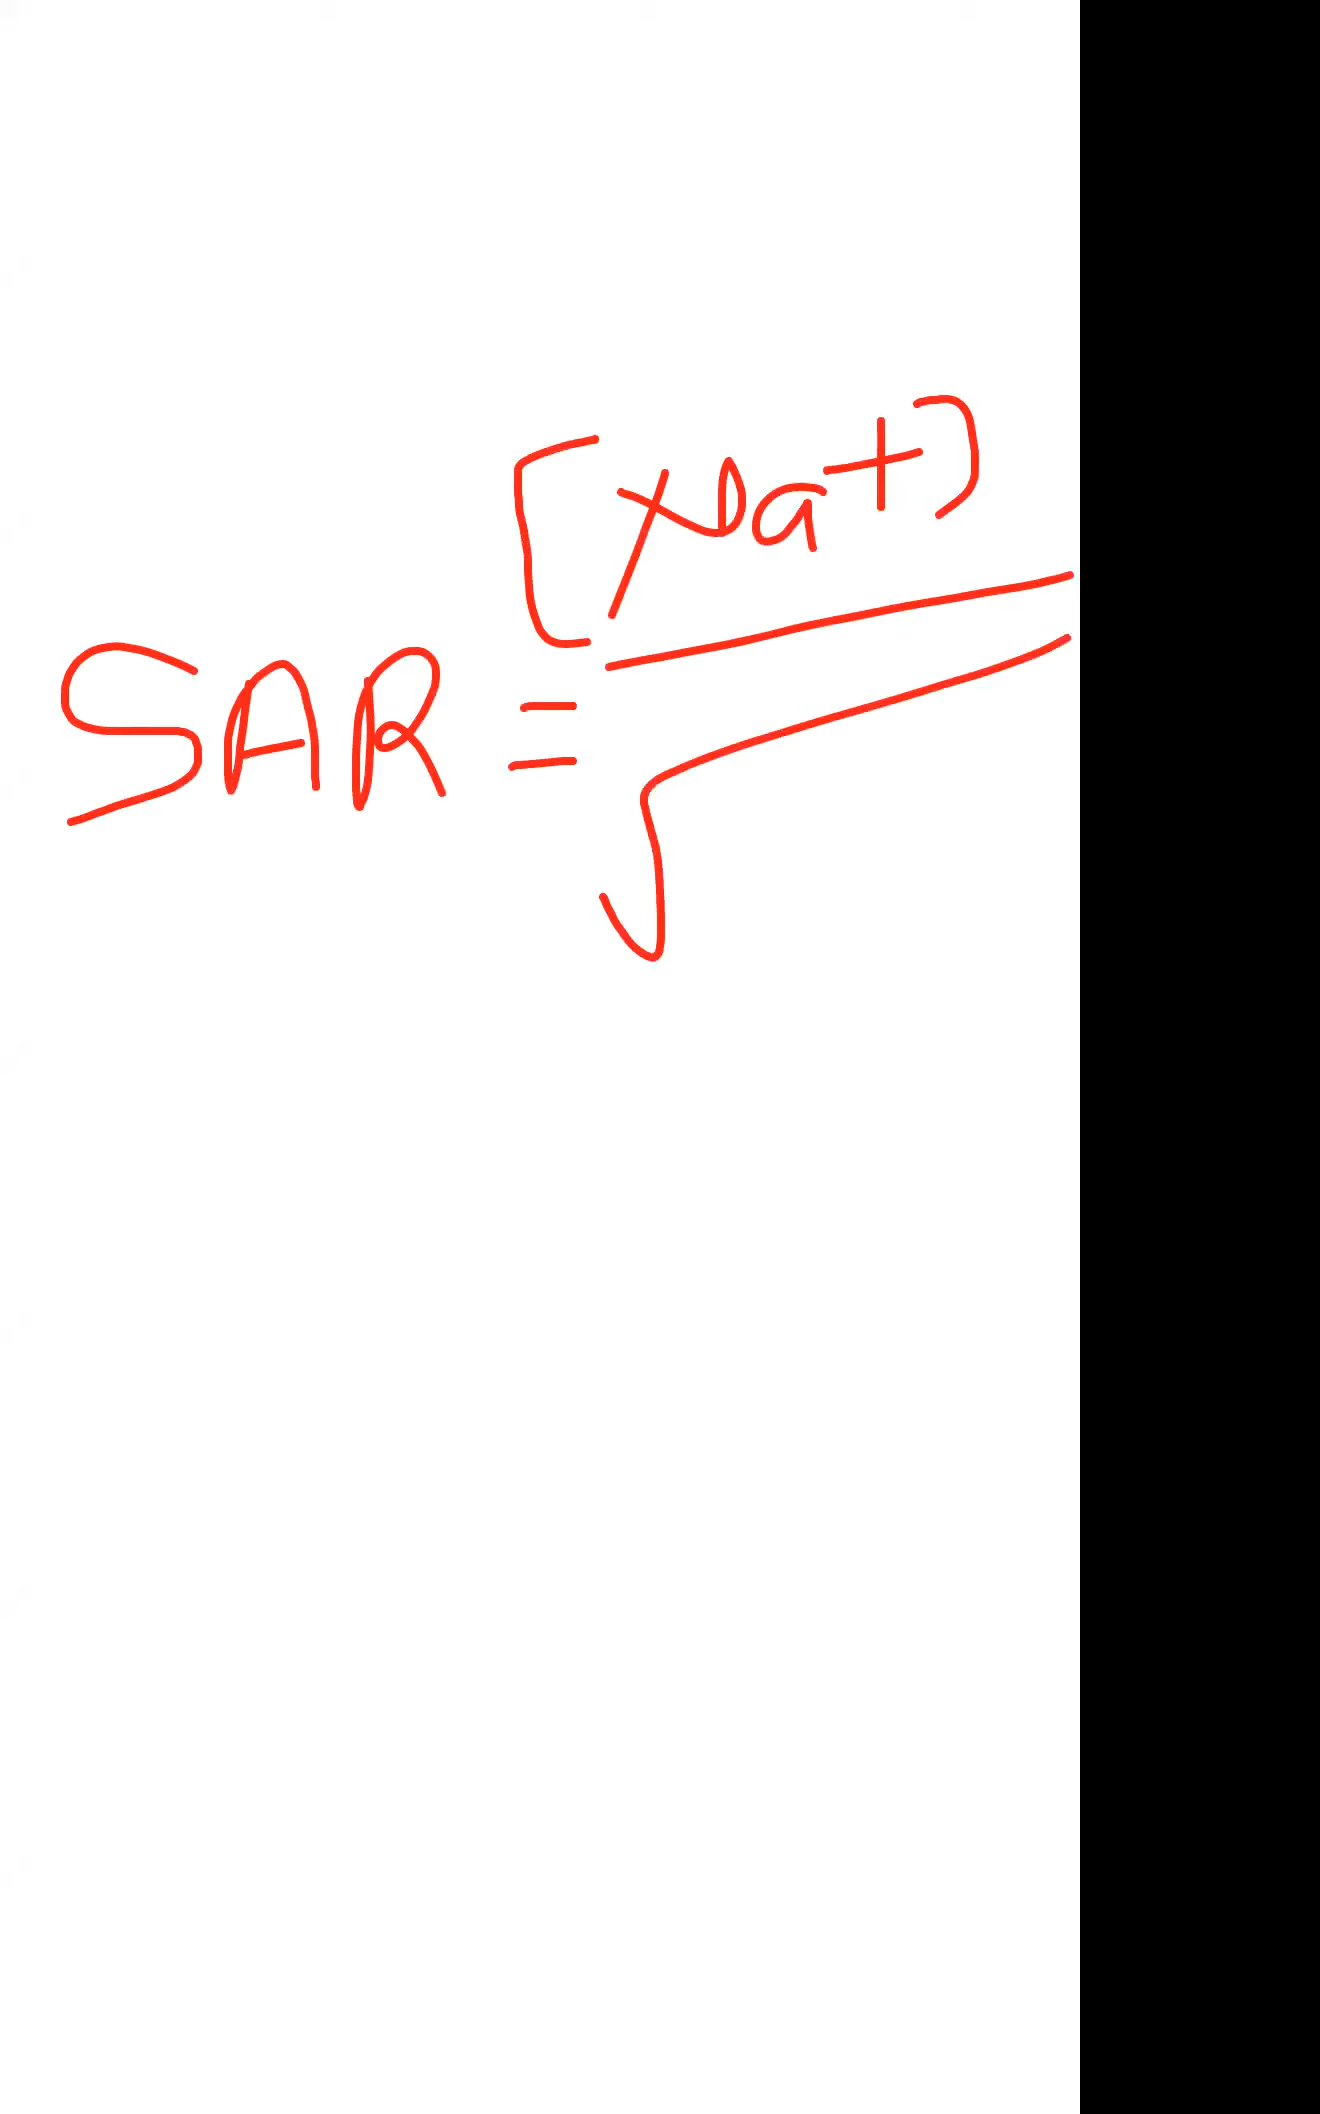 [Na+]
SAR = √